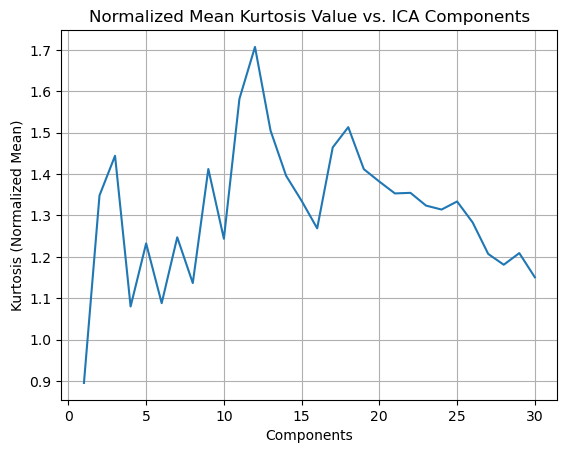 Normalized Mean Kurtosis Value vs. ICA Components
Kurtosis (Normalized Mean)
1.7
1.6
1.5
1.4
1.3
1.2
1.1
1.0
0.9
0 5 10 15 20 25 30
Components